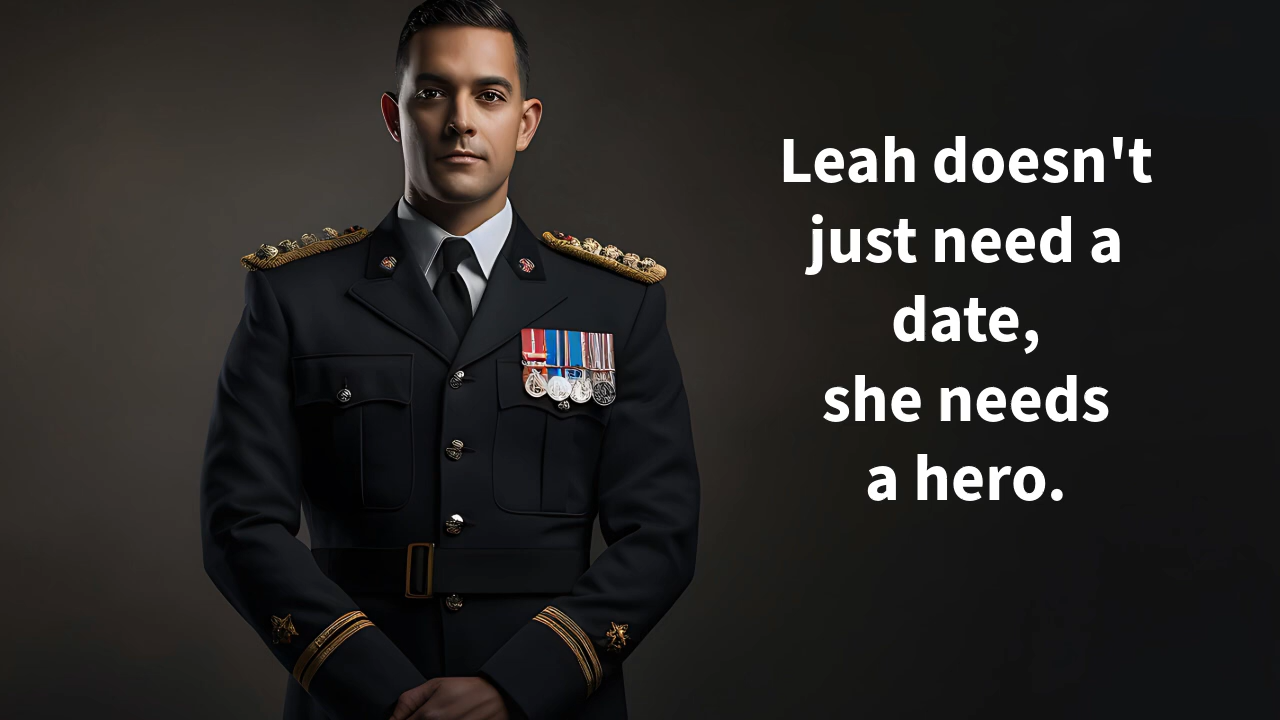 Leah doesn't
just need a
date,
she needs
a hero.